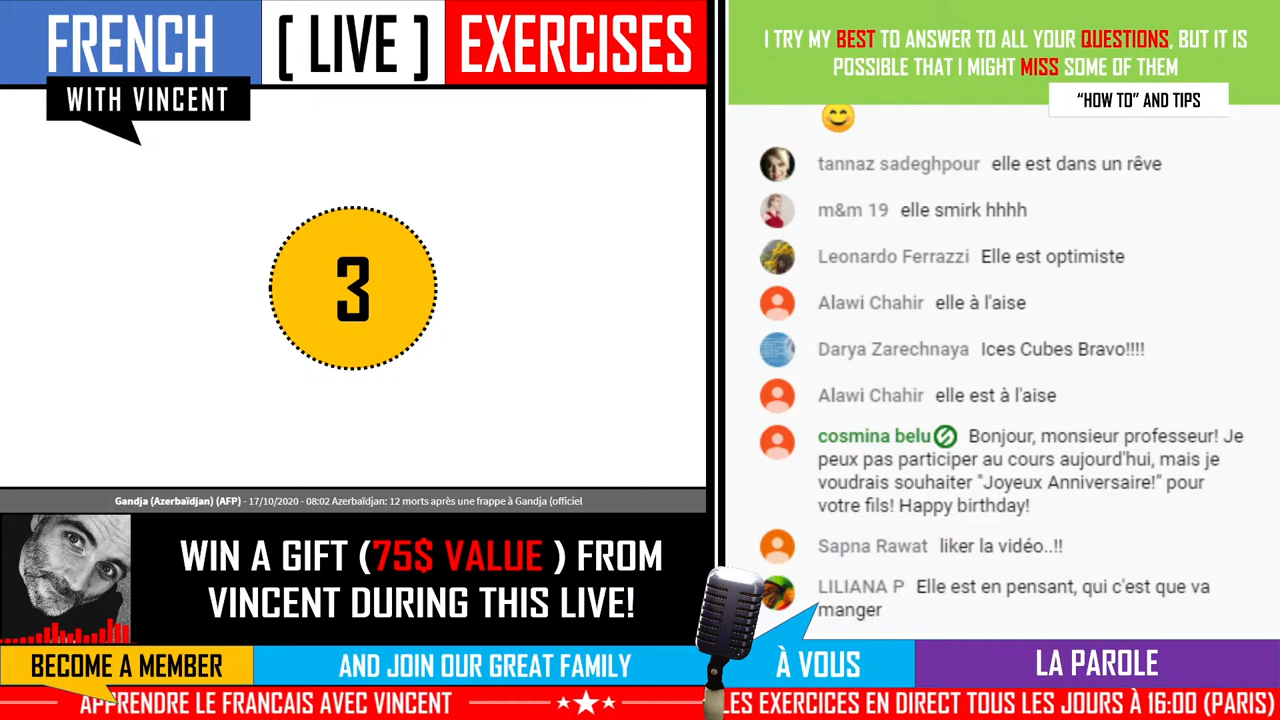 FRENCH [ LIVE ] EXERCISES
WITH VINCENT
3
Gandja (Azerbaïdjan) (AFP) - 17/10/2020 - 08:02 Azerbaïdjan: 12 morts après une frappe à Gandja (officiel
WIN A GIFT (75$ VALUE ) FROM
VINCENT DURING THIS LIVE!
BECOME A MEMBER
AND JOIN OUR GREAT FAMILY
I TRY MY BEST TO ANSWER TO ALL YOUR QUESTIONS, BUT IT IS
POSSIBLE THAT I MIGHT MISS SOME OF THEM
“HOW TO” AND TIPS
tannaz sadeghpour elle est dans un rêve
m&m 19 elle smirk hhhh
Leonardo Ferrazzi Elle est optimiste
Alawi Chahir elle à l'aise
Darya Zarechnaya Ices Cubes Bravo!!!!
Alawi Chahir elle est à l'aise
cosmina belu Bonjour, monsieur professeur! Je
peux pas participer au cours aujourd'hui, mais je
voudrais souhaiter "Joyeux Anniversaire!" pour
votre fils! Happy birthday!
Sapna Rawat liker la vidéo..!!
LILIANA P Elle est en pensant, qui c'est que va
manger
À VOUS
LA PAROLE
APPRENDRE LE FRANCAIS AVEC VINCENT
LES EXERCICES EN DIRECT TOUS LES JOURS À 16:00 (PARIS)